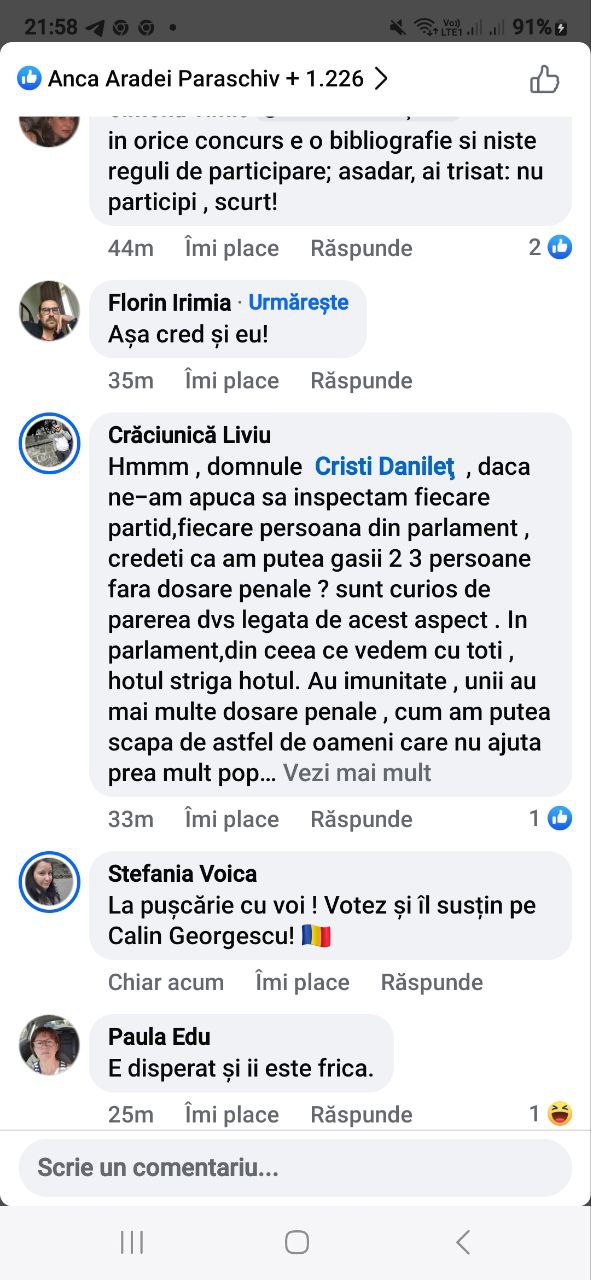 21:58
Vo))
LTE1
91%
Anca Aradei Paraschiv + 1.226
in orice concurs e o bibliografie si niste
reguli de participare; asadar, ai trisat: nu
participi , scurt!
44m Îmi place Răspunde 2
Florin Irimia · Urmărește
Așa cred și eu!
35m Îmi place Răspunde
Crăciunică Liviu
Hmmm , domnule Cristi Danileţ , daca
ne-am apuca sa inspectam fiecare
partid,fiecare persoana din parlament ,
credeti ca am putea gasii 2 3 persoane
fara dosare penale ? sunt curios de
parerea dvs legata de acest aspect . In
parlament,din ceea ce vedem cu toti ,
hotul striga hotul. Au imunitate , unii au
mai multe dosare penale , cum am putea
scapa de astfel de oameni care nu ajuta
prea mult pop... Vezi mai mult
33m Îmi place Răspunde 1
Stefania Voica
La pușcărie cu voi ! Votez și îl susțin pe
Calin Georgescu! 🇷🇴
Chiar acum Îmi place Răspunde
Paula Edu
E disperat și ii este frica.
25m Îmi place Răspunde 1
Scrie un comentariu...